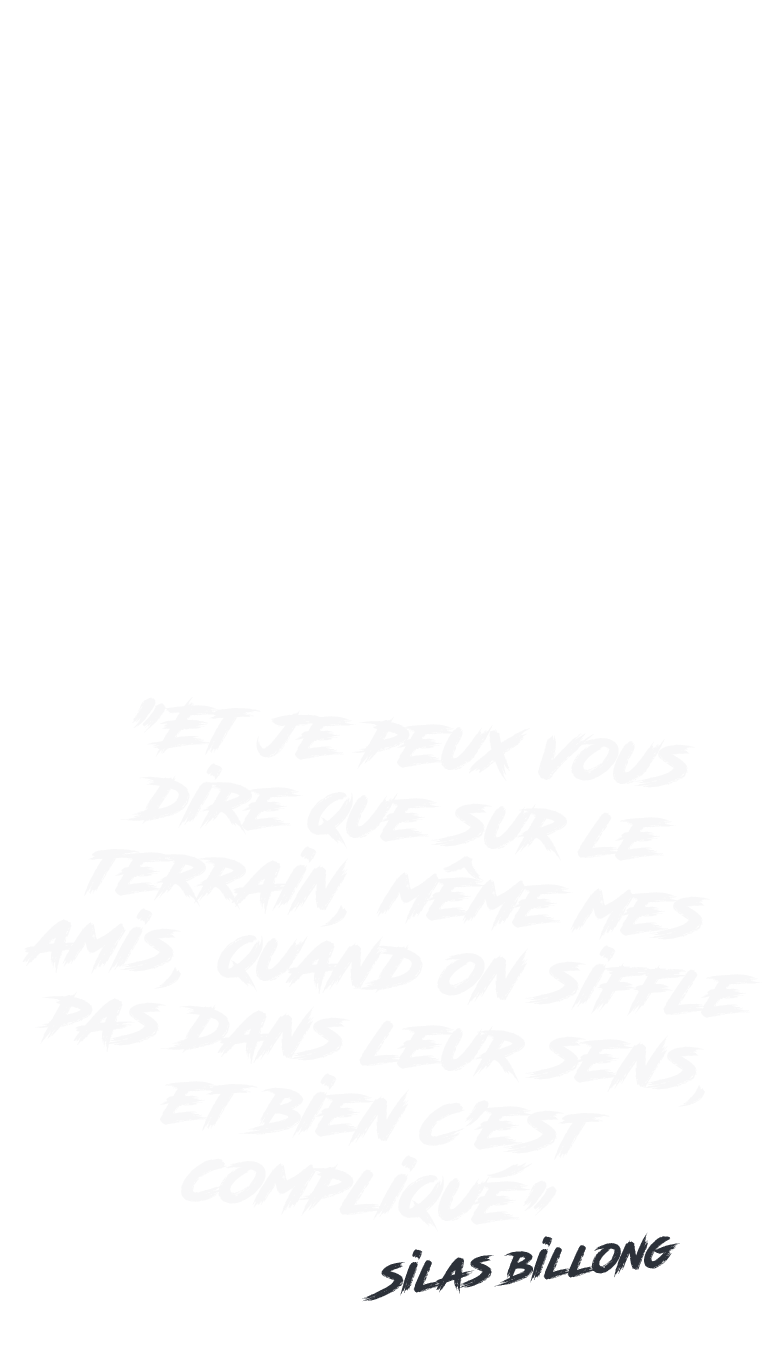 "ET JE PEUX VOUS
DIRE QUE SUR LE
TERRAIN, MÊME MES
AMIS, QUAND ON SIFFLE
PAS DANS LEUR SENS,
ET BIEN C'EST
COMPLIQUÉ"
SILAS BILLONG